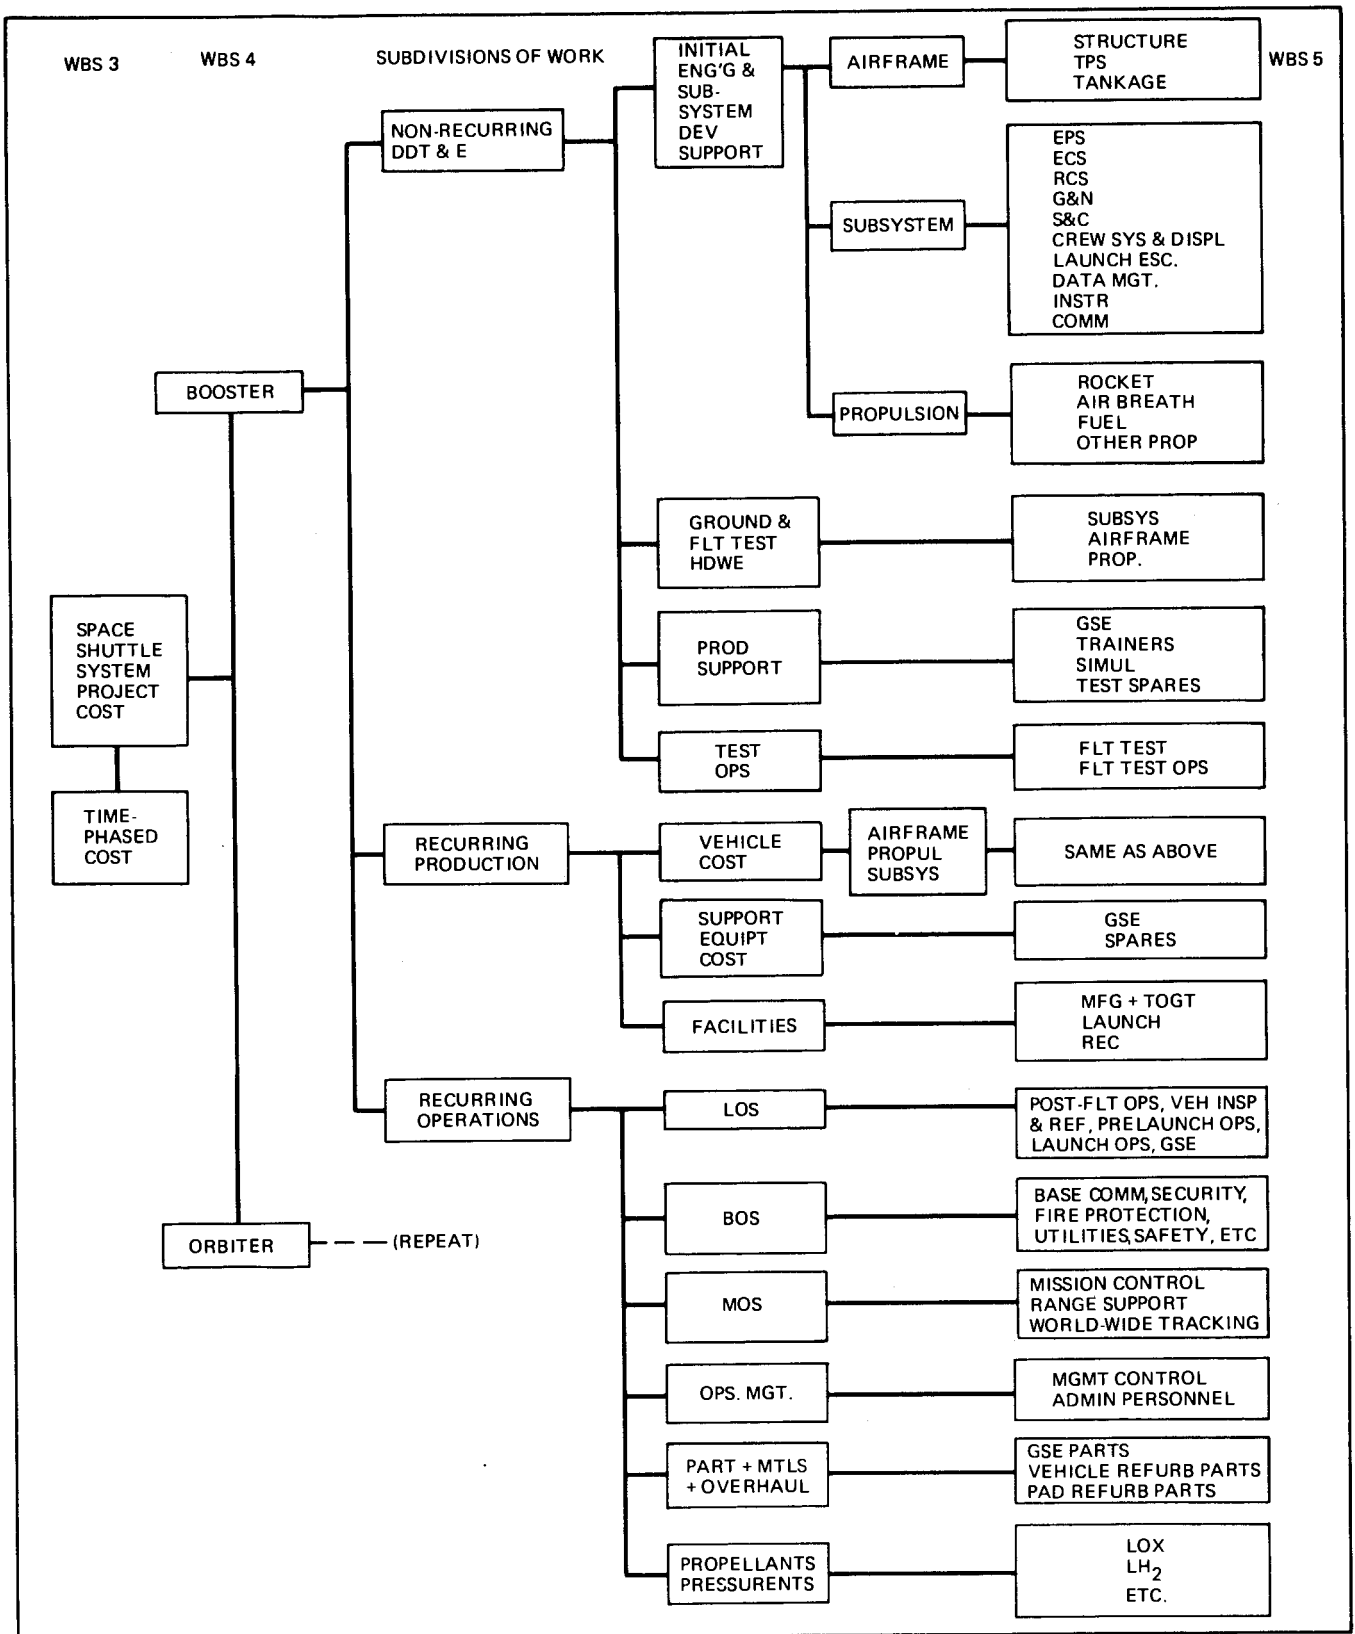 WBS 3
WBS 4
SUBDIVISIONS OF WORK
WBS 5
SPACE
SHUTTLE
SYSTEM
PROJECT
COST
TIME-
PHASED
COST
BOOSTER
NON-RECURRING
DDT & E
INITIAL
ENG'G &
SUB-
SYSTEM
DEV
SUPPORT
AIRFRAME
STRUCTURE
TPS
TANKAGE
SUBSYSTEM
EPS
ECS
RCS
G&N
S&C
CREW SYS & DISPL
LAUNCH ESC.
DATA MGT.
INSTR
COMM
PROPULSION
ROCKET
AIR BREATH
FUEL
OTHER PROP
GROUND &
FLT TEST
HDWE
SUBSYS
AIRFRAME
PROP.
PROD
SUPPORT
GSE
TRAINERS
SIMUL
TEST SPARES
TEST
OPS
FLT TEST
FLT TEST OPS
RECURRING
PRODUCTION
VEHICLE
COST
AIRFRAME
PROPUL
SUBSYS
SAME AS ABOVE
SUPPORT
EQUIPT
COST
GSE
SPARES
FACILITIES
MFG + TOGT
LAUNCH
REC
RECURRING
OPERATIONS
LOS
POST-FLT OPS, VEH INSP
& REF, PRELAUNCH OPS,
LAUNCH OPS, GSE
BOS
BASE COMM, SECURITY,
FIRE PROTECTION,
UTILITIES, SAFETY, ETC
MOS
MISSION CONTROL
RANGE SUPPORT
WORLD-WIDE TRACKING
OPS. MGT.
MGMT CONTROL
ADMIN PERSONNEL
PART + MTLS
+ OVERHAUL
GSE PARTS
VEHICLE REFURB PARTS
PAD REFURB PARTS
PROPELLANTS
PRESSURENTS
LOX
LH2
ETC.
ORBITER
(REPEAT)